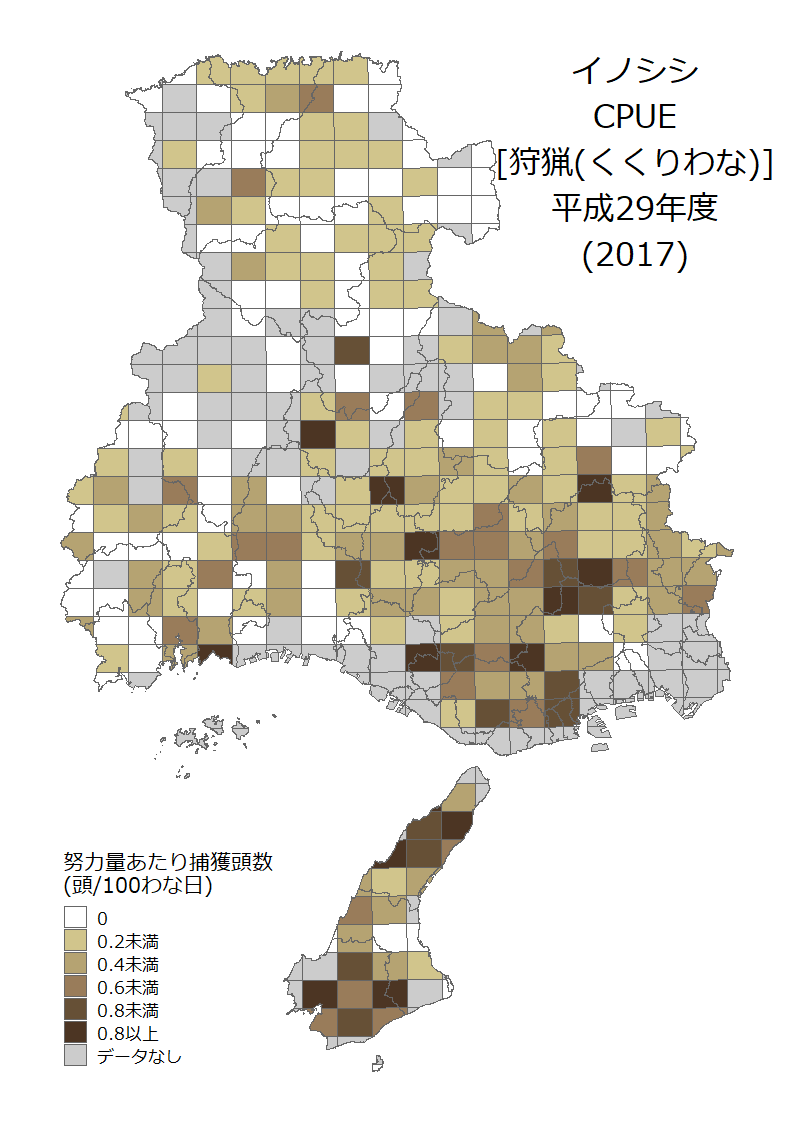 イノシシ
CPUE
[狩猟(くくりわな)]
平成29年度
(2017)
努力量あたり捕獲頭数
(頭/100わな日)
0
0.2未満
0.4未満
0.6未満
0.8未満
0.8以上
データなし